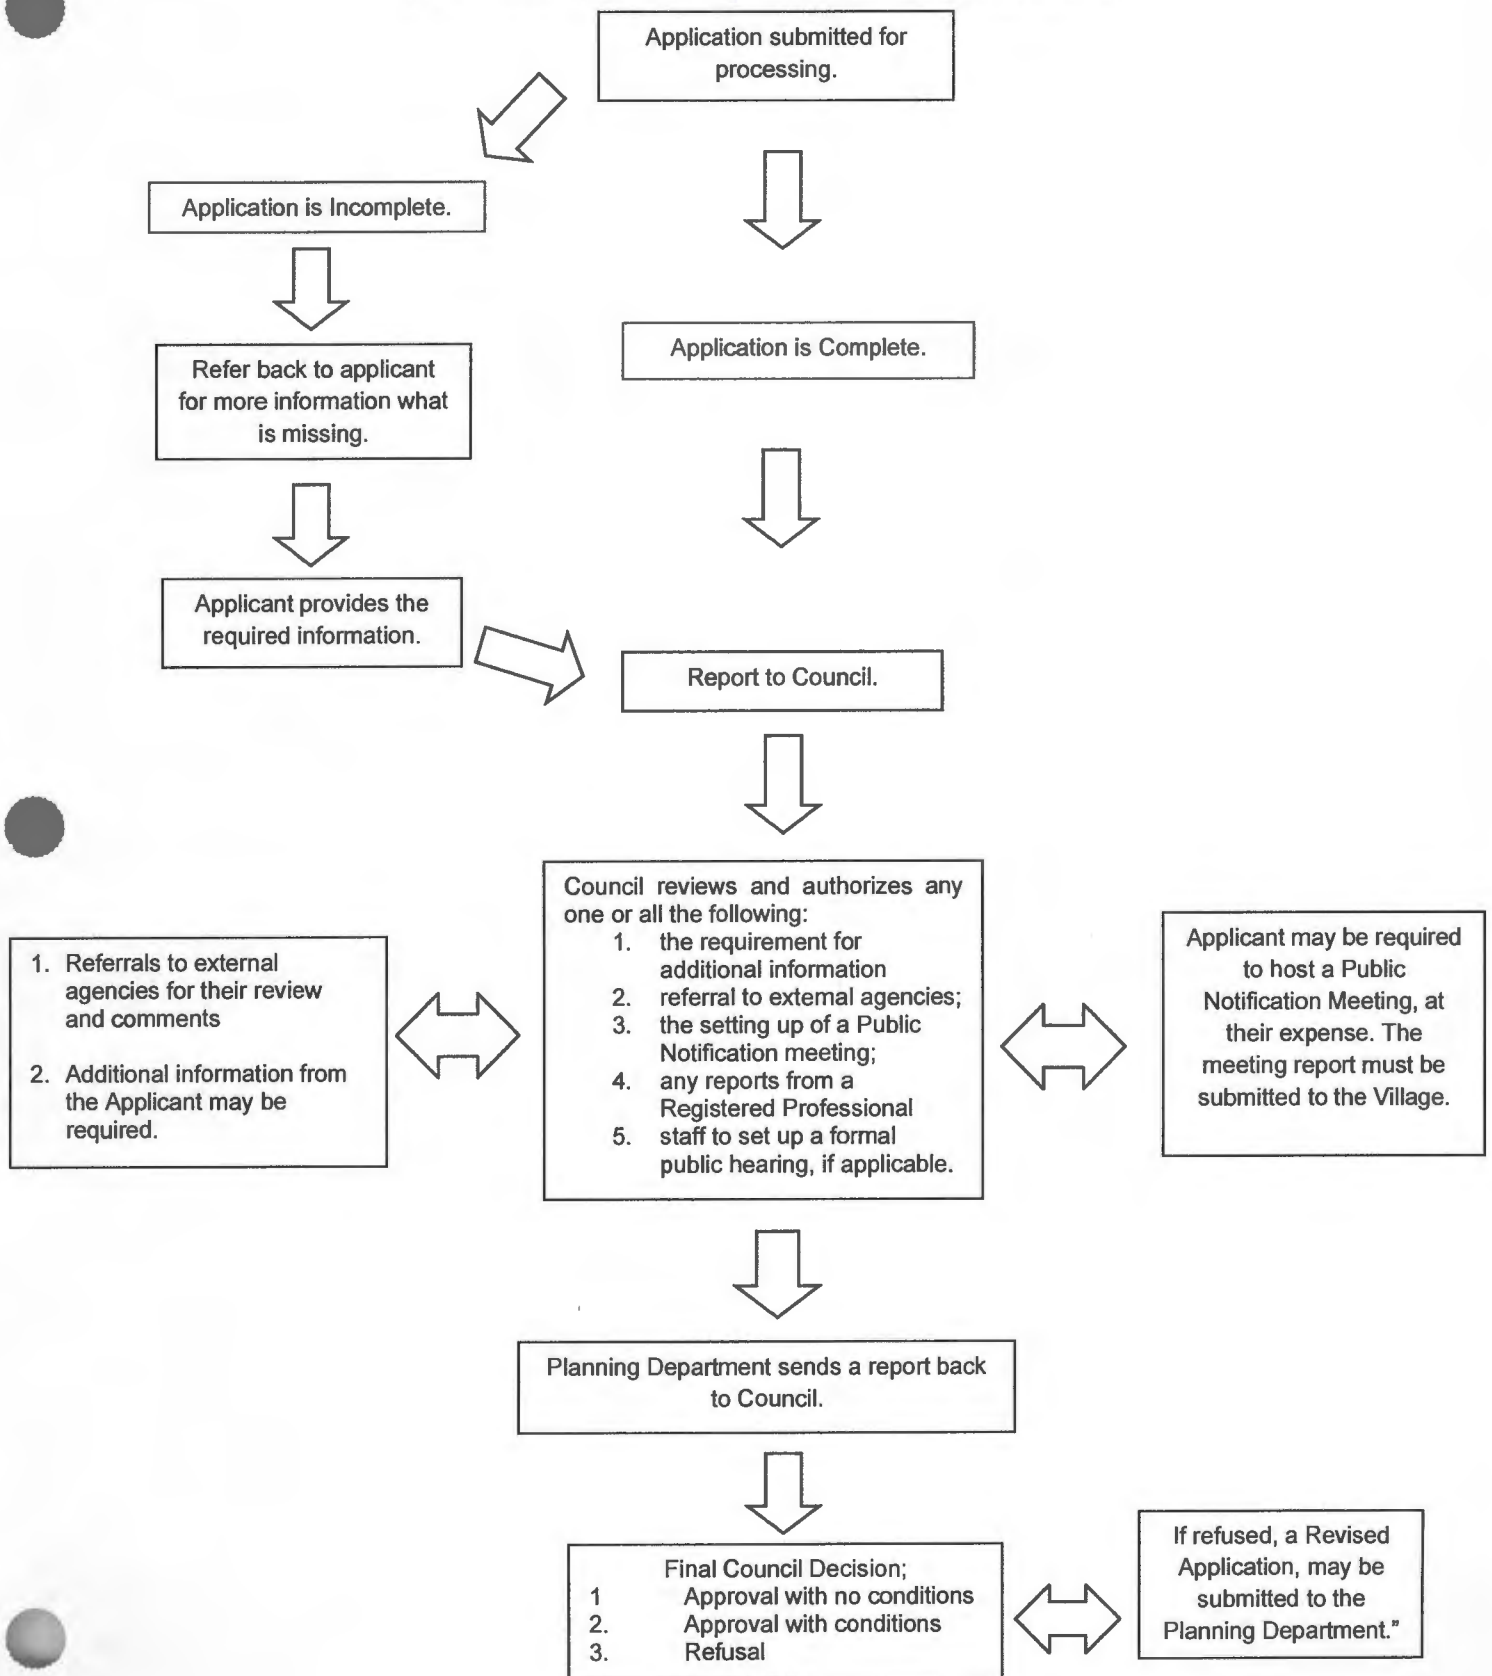 Application submitted for
processing.
Application is Incomplete.
Refer back to applicant
for more information what
is missing.
Application is Complete.
Applicant provides the
required information.
Report to Council.
1. Referrals to external
agencies for their review
and comments
2. Additional information from
the Applicant may be
required.
Council reviews and authorizes any
one or all the following:
1. the requirement for
additional information
2. referral to external agencies;
3. the setting up of a Public
Notification meeting;
4. any reports from a
Registered Professional
5. staff to set up a formal
public hearing, if applicable.
Applicant may be required
to host a Public
Notification Meeting, at
their expense. The
meeting report must be
submitted to the Village.
Planning Department sends a report back
to Council.
Final Council Decision;
1 Approval with no conditions
2. Approval with conditions
3. Refusal
If refused, a Revised
Application, may be
submitted to the
Planning Department.”